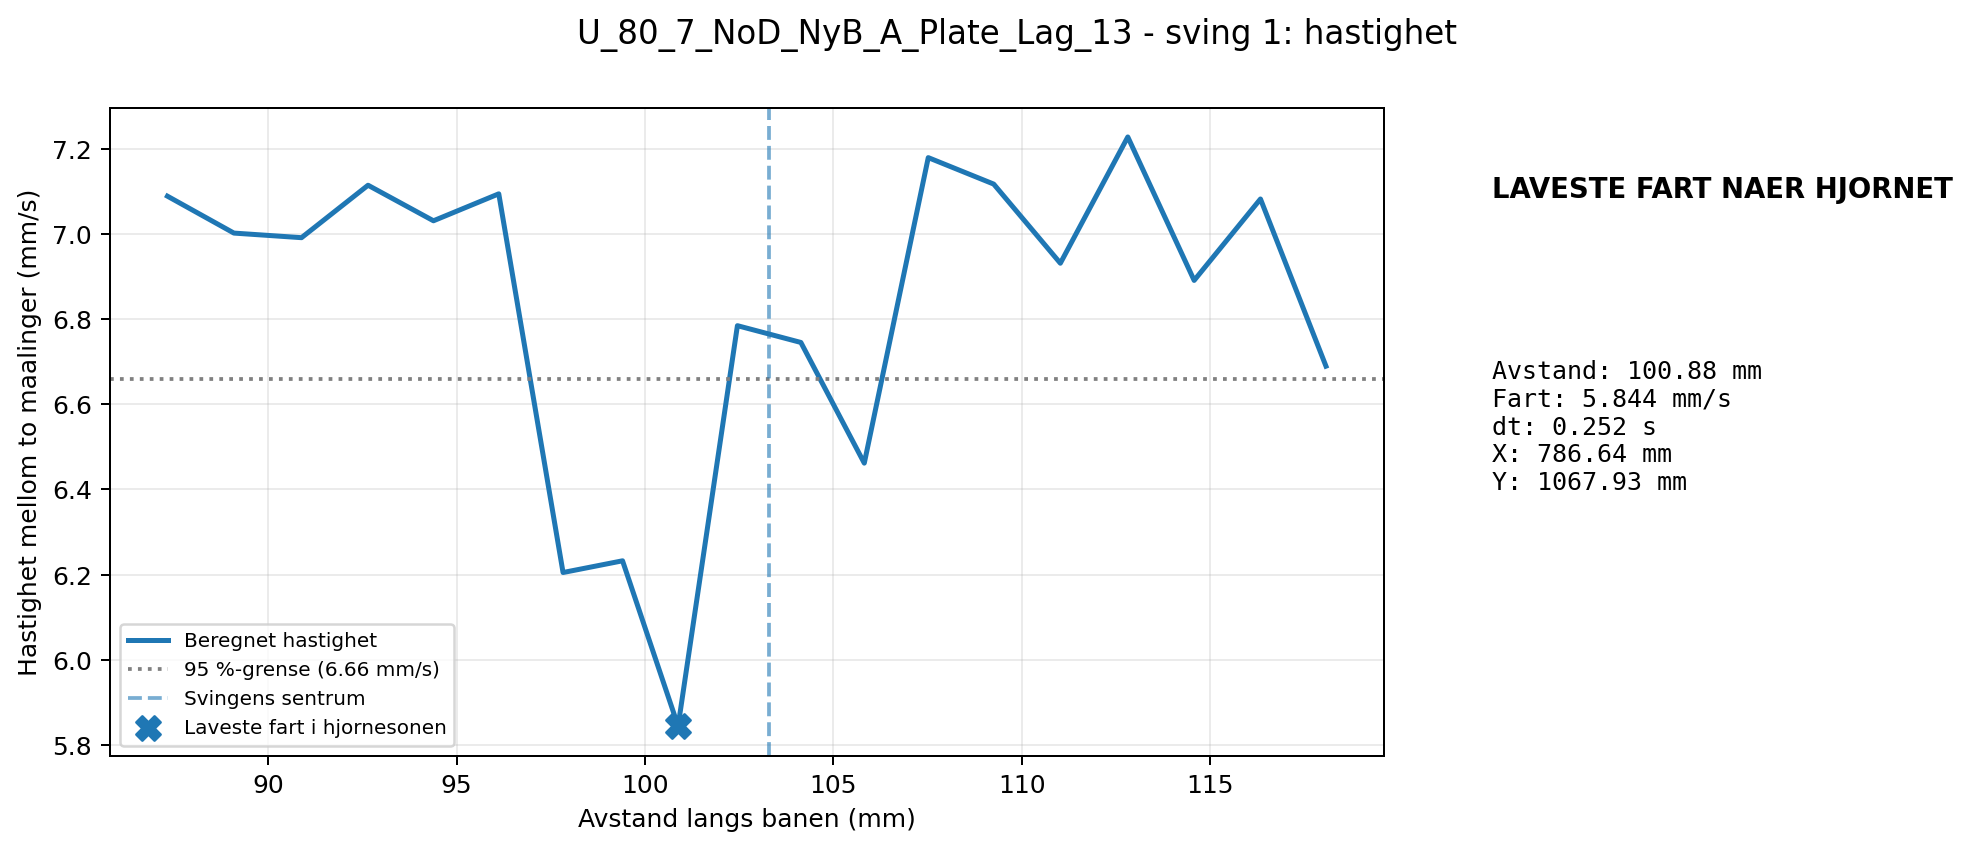 U_80_7_NoD_NyB_A_Plate_Lag_13 - sving 1: hastighet
Hastighet mellom to maalinger (mm/s)
7.2
7.0
6.8
6.6
6.4
6.2
6.0
5.8
Beregnet hastighet
95 %-grense (6.66 mm/s)
Svingens sentrum
Laveste fart i hjornesonen
90
95
100
105
110
115
Avstand langs banen (mm)
LAVESTE FART NAER HJORNET
Avstand: 100.88 mm
Fart: 5.844 mm/s
dt: 0.252 s
X: 786.64 mm
Y: 1067.93 mm